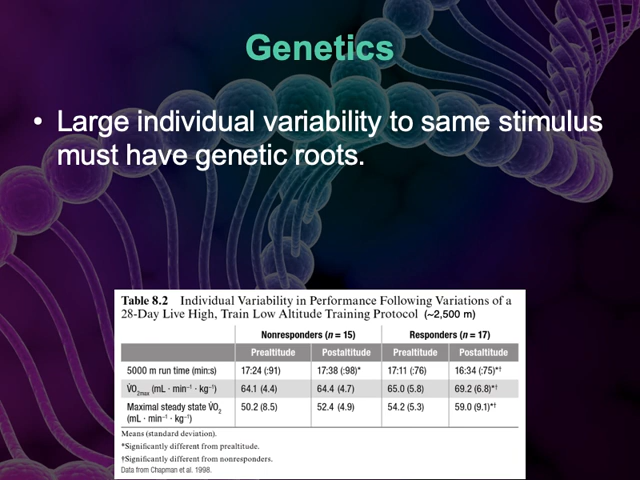 Genetics
• Large individual variability to same stimulus
must have genetic roots.
Table 8.2 Individual Variability in Performance Following Variations of a
28-Day Live High, Train Low Altitude Training Protocol (~2,500 m)
Nonresponders (n = 15) Responders (n = 17)
Prealtitude Postaltitude Prealtitude Postaltitude
5000 m run time (min:s) 17:24 (:91) 17:38 (:98)* 17:11 (:76) 16:34 (:75)*†
V̇O₂max (mL · min⁻¹ · kg⁻¹) 64.1 (4.4) 64.4 (4.7) 65.0 (5.8) 69.2 (6.8)*†
Maximal steady state V̇O₂ 50.2 (8.5) 52.4 (4.9) 54.2 (5.3) 59.0 (9.1)*†
(mL · min⁻¹ · kg⁻¹)
Means (standard deviation).
*Significantly different from prealtitude.
†Significantly different from nonresponders.
Data from Chapman et al. 1998.